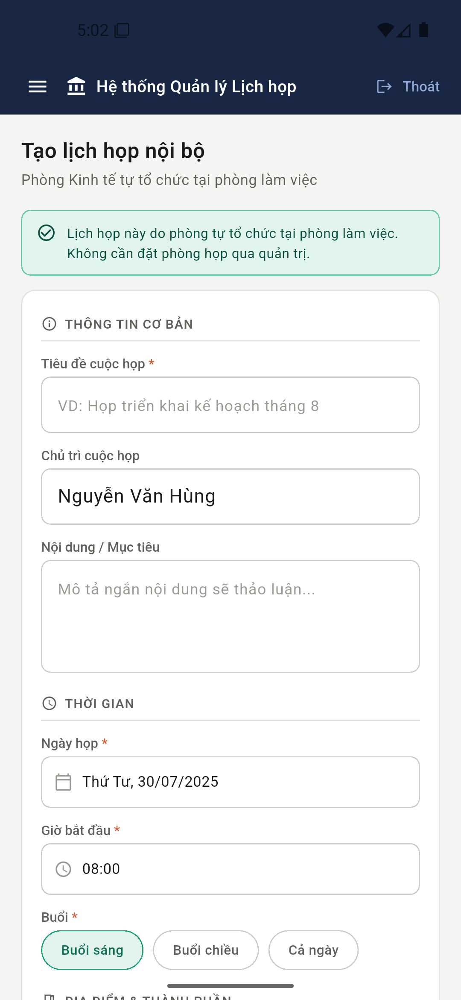 5:02
Hệ thống Quản lý Lịch họp
Thoát
Tạo lịch họp nội bộ
Phòng Kinh tế tự tổ chức tại phòng làm việc
Lịch họp này do phòng tự tổ chức tại phòng làm việc.
Không cần đặt phòng họp qua quản trị.
THÔNG TIN CƠ BẢN
Tiêu đề cuộc họp *
VD: Họp triển khai kế hoạch tháng 8
Chủ trì cuộc họp
Nguyễn Văn Hùng
Nội dung / Mục tiêu
Mô tả ngắn nội dung sẽ thảo luận...
THỜI GIAN
Ngày họp *
Thứ Tư, 30/07/2025
Giờ bắt đầu *
08:00
Buổi *
Buổi sáng
Buổi chiều
Cả ngày
ĐỊA ĐIỂM & THÀNH PHẦN